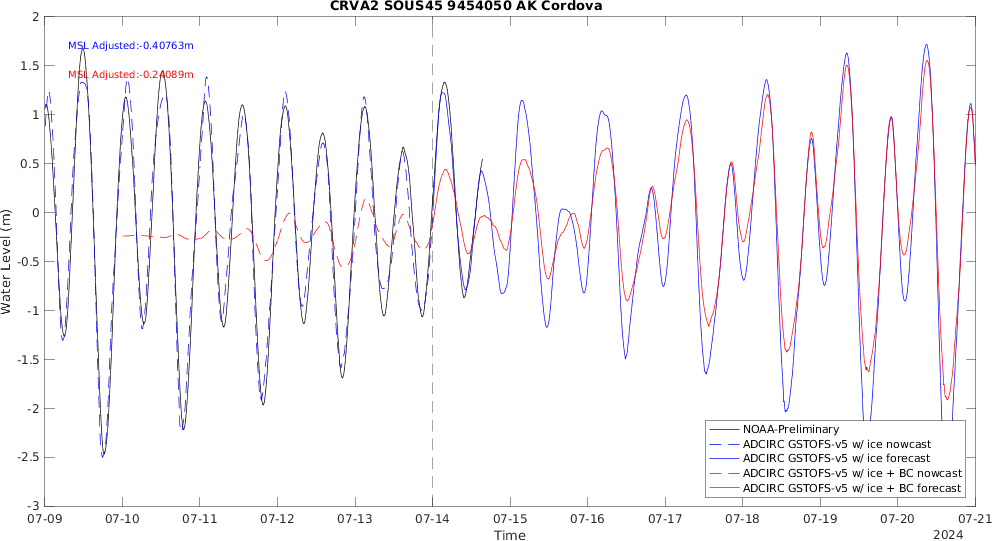 CRVA2 SOUS45 9454050 AK Cordova
MSL Adjusted:-0.40763m
MSL Adjusted:-0.24089m
Water Level (m)
2
1.5
1
0.5
0
-0.5
-1
-1.5
-2
-2.5
-3
NOAA-Preliminary
ADCIRC GSTOFS-v5 w/ ice nowcast
ADCIRC GSTOFS-v5 w/ ice forecast
ADCIRC GSTOFS-v5 w/ ice + BC nowcast
ADCIRC GSTOFS-v5 w/ ice + BC forecast
07-09 07-10 07-11 07-12 07-13 07-14 07-15 07-16 07-17 07-18 07-19 07-20 07-21
Time
2024